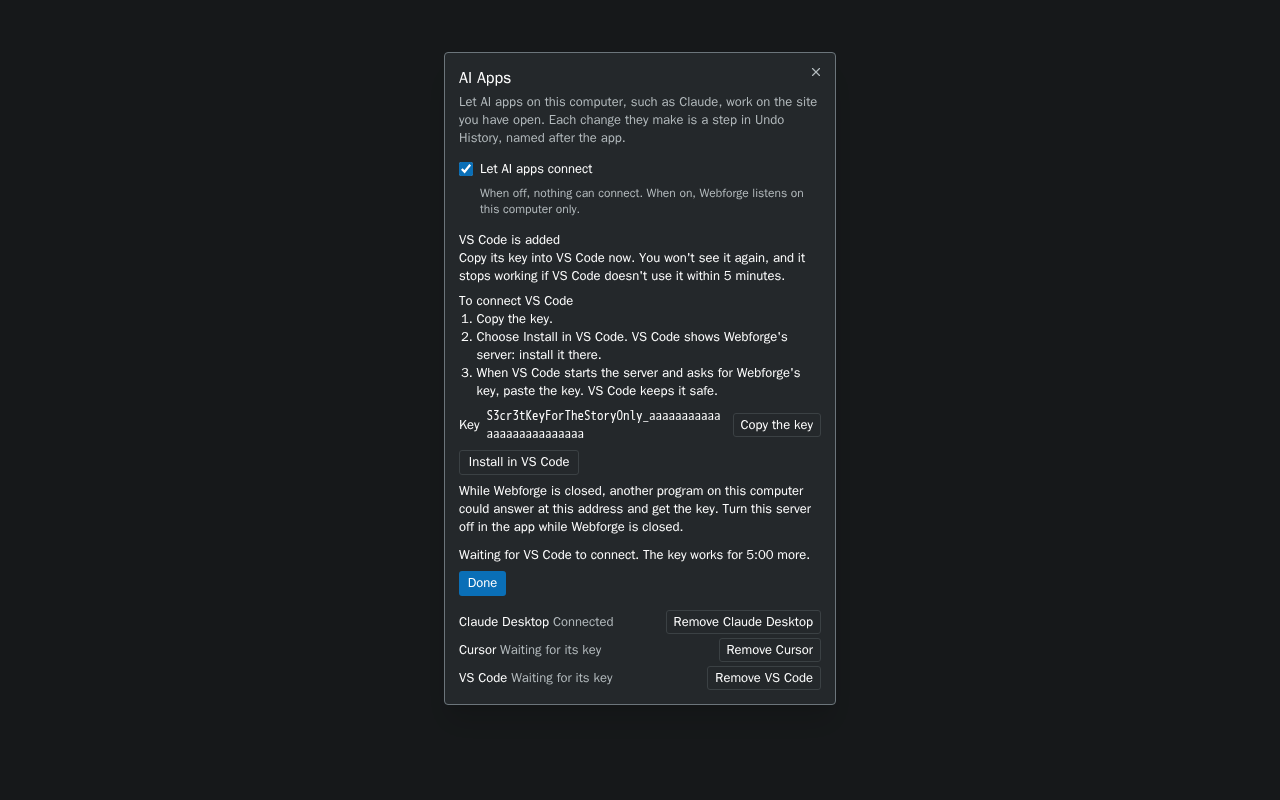 AI Apps
Let AI apps on this computer, such as Claude, work on the site
you have open. Each change they make is a step in Undo
History, named after the app.
Let AI apps connect
When off, nothing can connect. When on, Webforge listens on
this computer only.
VS Code is added
Copy its key into VS Code now. You won't see it again, and it
stops working if VS Code doesn't use it within 5 minutes.
To connect VS Code
1. Copy the key.
2. Choose Install in VS Code. VS Code shows Webforge's
server: install it there.
3. When VS Code starts the server and asks for Webforge's
key, paste the key. VS Code keeps it safe.
Key S3cr3tKeyForTheStoryOnly_aaaaaaaaaaa
aaaaaaaaaaaaaaa
Copy the key
Install in VS Code
While Webforge is closed, another program on this computer
could answer at this address and get the key. Turn this server
off in the app while Webforge is closed.
Waiting for VS Code to connect. The key works for 5:00 more.
Done
Claude Desktop Connected Remove Claude Desktop
Cursor Waiting for its key Remove Cursor
VS Code Waiting for its key Remove VS Code